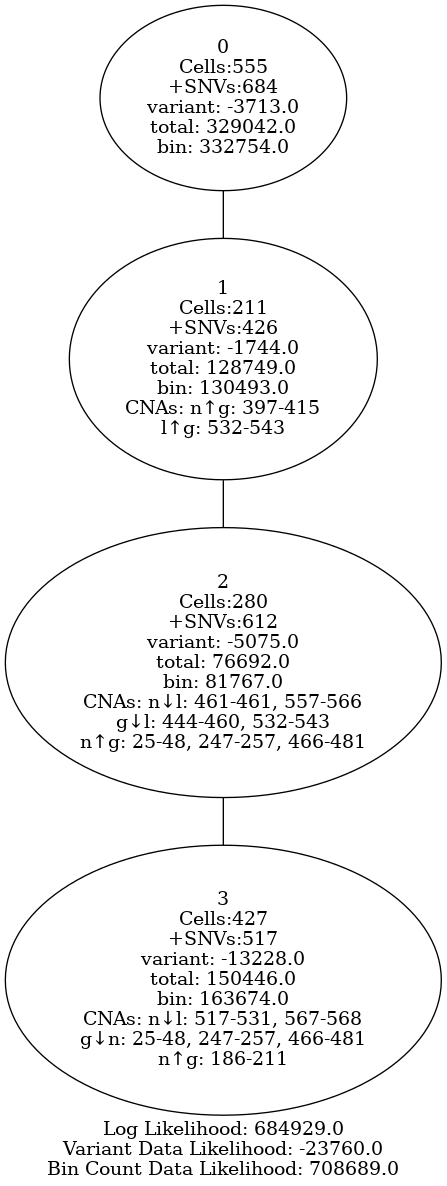 0
Cells:555
+SNVs:684
variant: -3713.0
total: 329042.0
bin: 332754.0
1
Cells:211
+SNVs:426
variant: -1744.0
total: 128749.0
bin: 130493.0
CNAs: n↑g: 397-415
l↑g: 532-543
2
Cells:280
+SNVs:612
variant: -5075.0
total: 76692.0
bin: 81767.0
CNAs: n↓l: 461-461, 557-566
g↓l: 444-460, 532-543
n↑g: 25-48, 247-257, 466-481
3
Cells:427
+SNVs:517
variant: -13228.0
total: 150446.0
bin: 163674.0
CNAs: n↓l: 517-531, 567-568
g↓n: 25-48, 247-257, 466-481
n↑g: 186-211
Log Likelihood: 684929.0
Variant Data Likelihood: -23760.0
Bin Count Data Likelihood: 708689.0